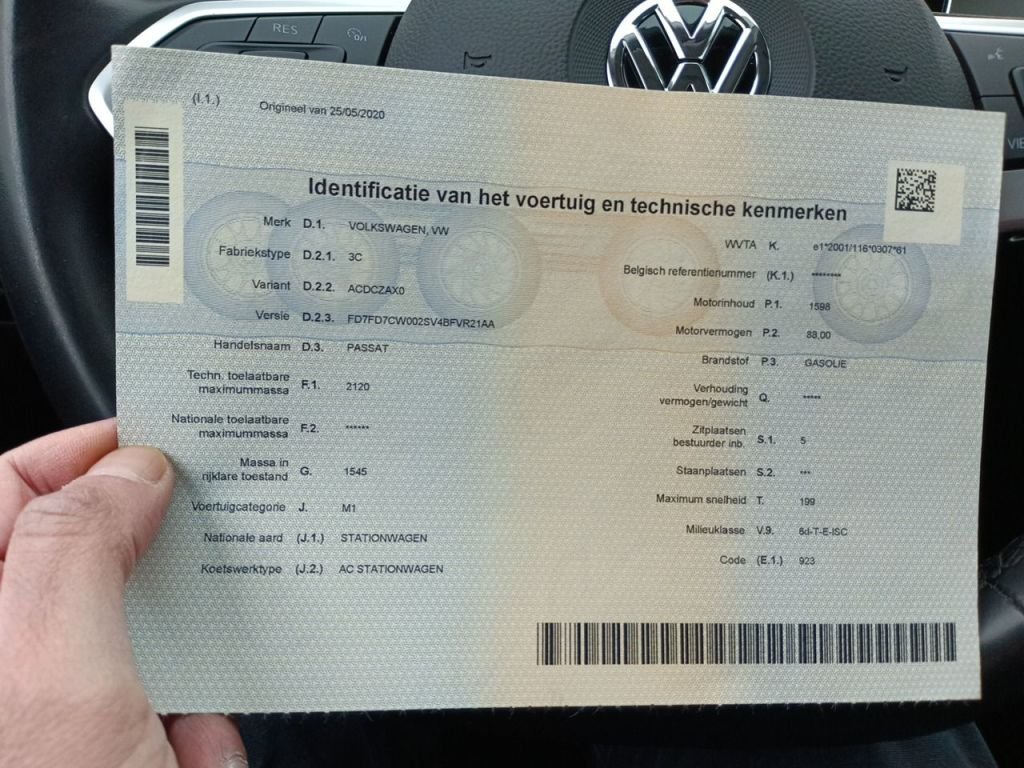 RES
(I.1.) Origineel van 25/05/2020
Identificatie van het voertuig en technische kenmerken
Merk D.1. VOLKSWAGEN, VW
Fabriekstype D.2.1. 3C
Variant D.2.2. ACDCZAX0
Versie D.2.3. FD7FD7CW002SV4BFVR21AA
Handelsnaam D.3. PASSAT
Techn. toelaatbare
maximummassa F.1. 2120
Nationale toelaatbare
maximummassa F.2. ******
Massa in
rijklare toestand G. 1545
Voertuigcategorie J. M1
Nationale aard (J.1.) STATIONWAGEN
Koetswerktype (J.2.) AC STATIONWAGEN
WVTA K. e1*2001/116*0307*61
Belgisch referentienummer (K.1.) ********
Motorinhoud P.1. 1598
Motorvermogen P.2. 88,00
Brandstof P.3. GASOLIE
Verhouding
vermogen/gewicht Q. *****
Zitplaatsen
bestuurder inb. S.1. 5
Staanplaatsen S.2. ***
Maximum snelheid T. 199
Milieuklasse V.9. 6d-T-E-ISC
Code (E.1.) 923